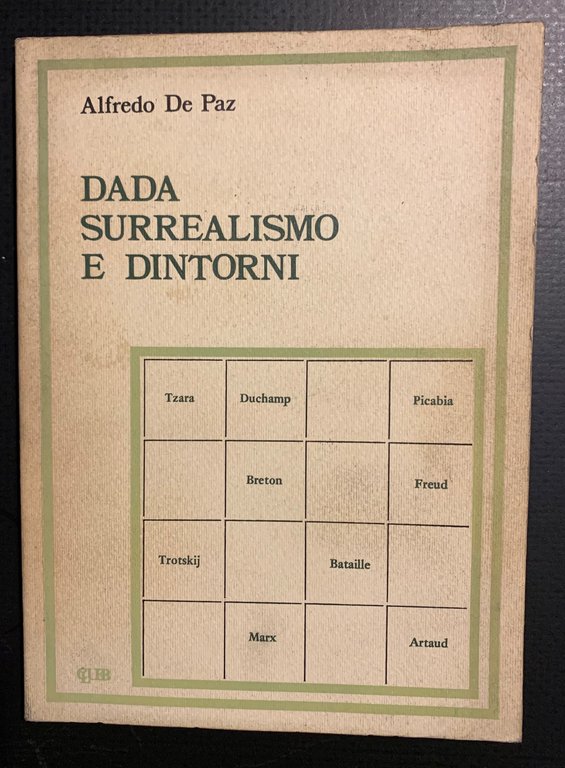 Alfredo De Paz
DADA
SURREALISMO
E DINTORNI
Tzara Duchamp Picabia
Breton Freud
Trotskij Bataille
Marx Artaud
CLUEB